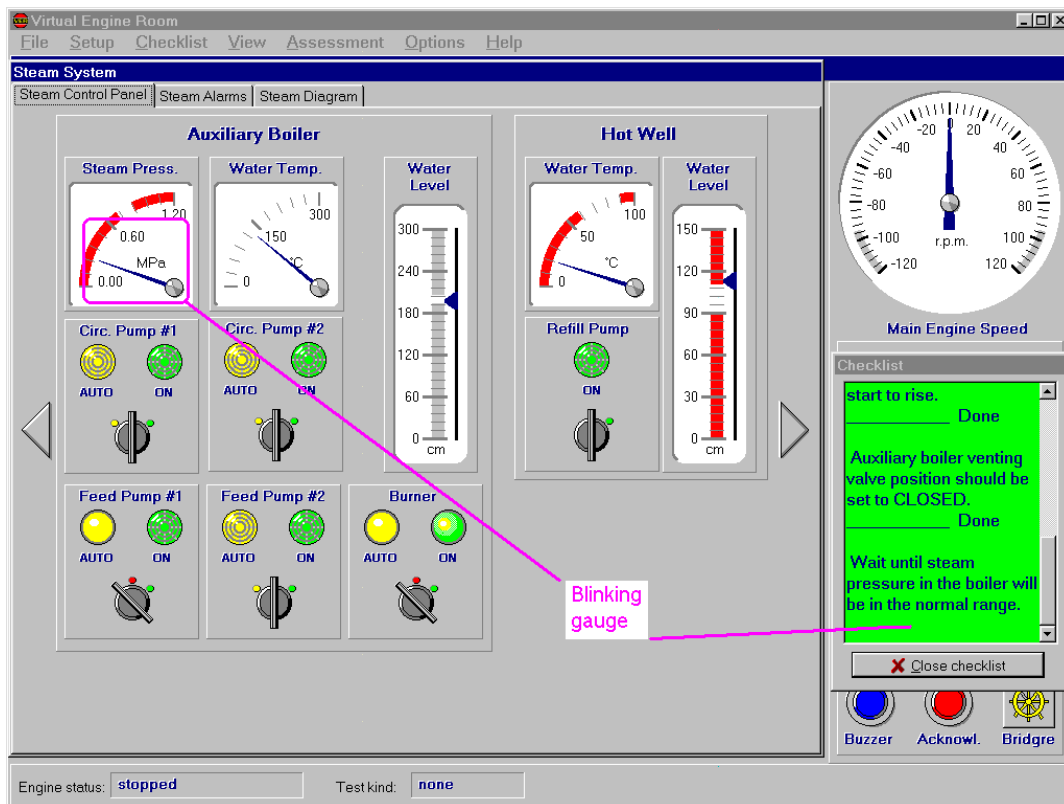 Virtual Engine Room
File Setup Checklist View Assessment Options Help
Steam System
Steam Control Panel Steam Alarms Steam Diagram
Auxiliary Boiler
Steam Press.
1.20
0.60
MPa
0.00
Water Temp.
300
150
°C
0
Water
Level
300
240
180
120
60
0
cm
Circ. Pump #1
AUTO ON
Circ. Pump #2
AUTO ON
Feed Pump #1
AUTO ON
Feed Pump #2
AUTO ON
Burner
AUTO ON
Hot Well
Water Temp.
100
50
°C
0
Water
Level
150
120
90
60
30
0
cm
Refill Pump
ON
Blinking
gauge
-20 0 20
-40 40
-60 60
-80 80
-100 r.p.m. 100
-120 120
Main Engine Speed
Checklist
start to rise.
_____________ Done
Auxiliary boiler venting
valve position should be
set to CLOSED.
_____________ Done
Wait until steam
pressure in the boiler will
be in the normal range.
Close checklist
Buzzer Acknowl. Bridgre
Engine status: stopped Test kind: none